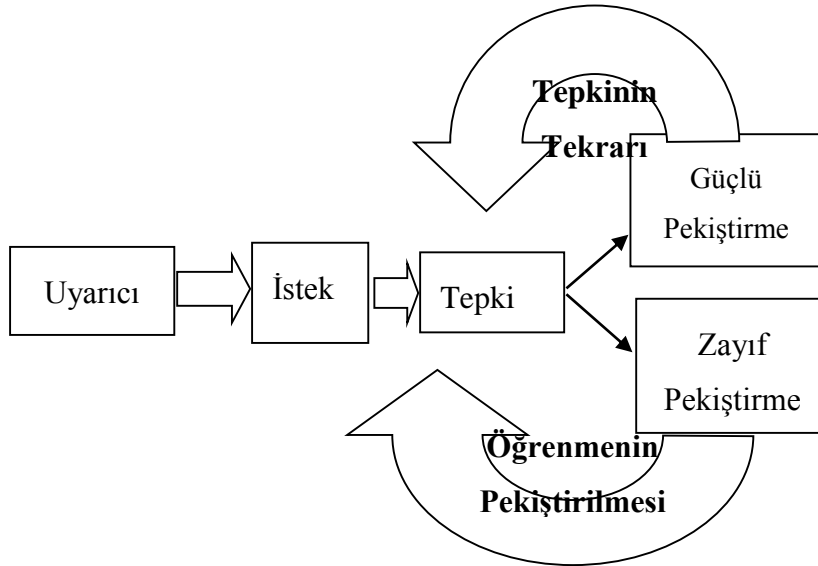 Tepkinin
Tekrarı
Güçlü
Pekiştirme
Uyarıcı
İstek
Tepki
Zayıf
Pekiştirme
Öğrenmenin
Pekiştirilmesi